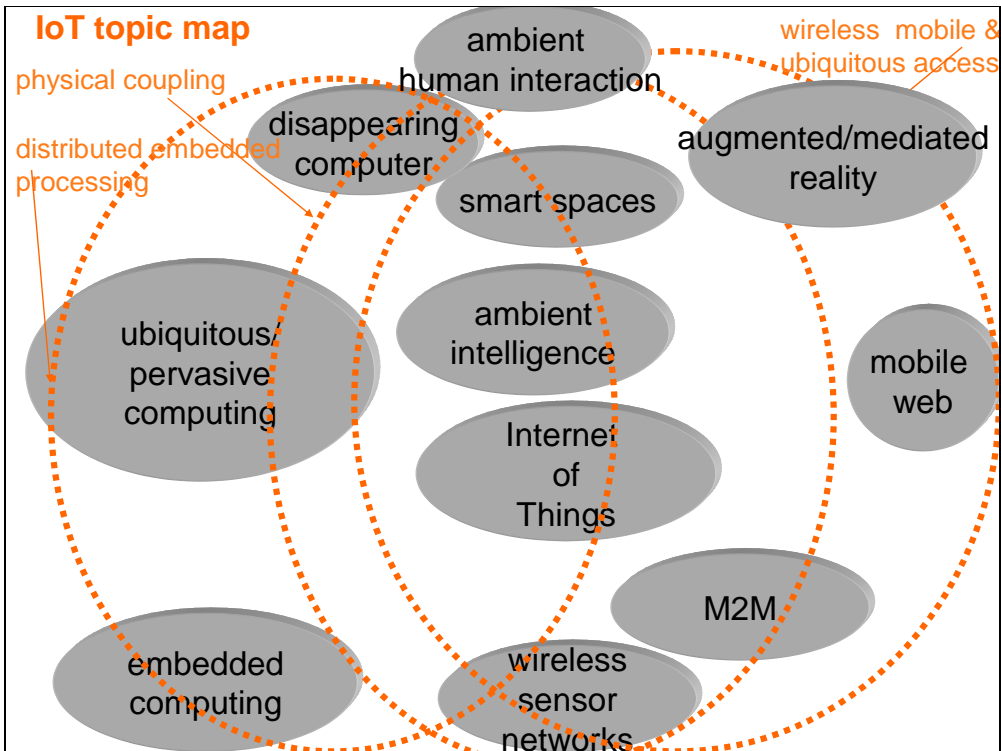 IoT topic map
wireless mobile &
ubiquitous access
physical coupling
distributed embedded
processing
ambient
human interaction
disappearing
computer
augmented/mediated
reality
smart spaces
ubiquitous/
pervasive
computing
ambient
intelligence
mobile
web
Internet
of
Things
M2M
embedded
computing
wireless
sensor
networks